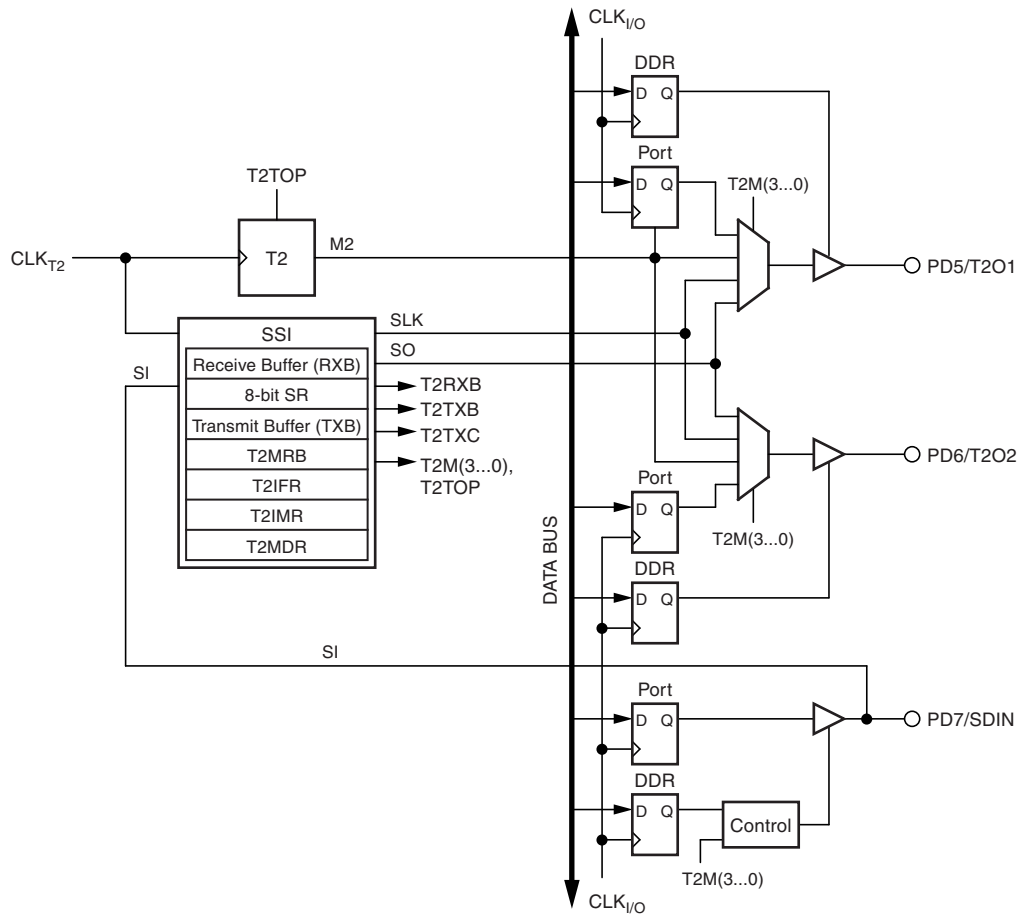 CLKI/O
DDR
D Q
Port
D Q
T2M(3...0)
T2TOP
CLKT2
T2
M2
PD5/T2O1
SSI
SLK
SO
SI
Receive Buffer (RXB)
8-bit SR
Transmit Buffer (TXB)
T2MRB
T2IFR
T2IMR
T2MDR
T2RXB
T2TXB
T2TXC
T2M(3...0),
T2TOP
PD6/T2O2
Port
D Q
T2M(3...0)
DATA BUS
DDR
D Q
SI
Port
D Q
PD7/SDIN
DDR
D Q
Control
T2M(3...0)
CLKI/O